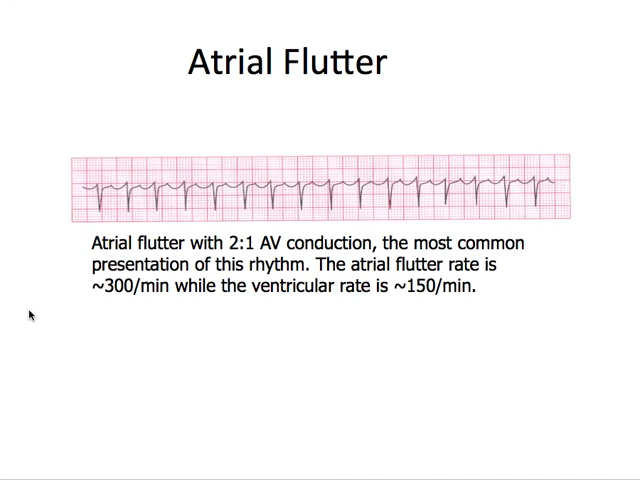 Atrial Flutter
Atrial flutter with 2:1 AV conduction, the most common
presentation of this rhythm. The atrial flutter rate is
~300/min while the ventricular rate is ~150/min.